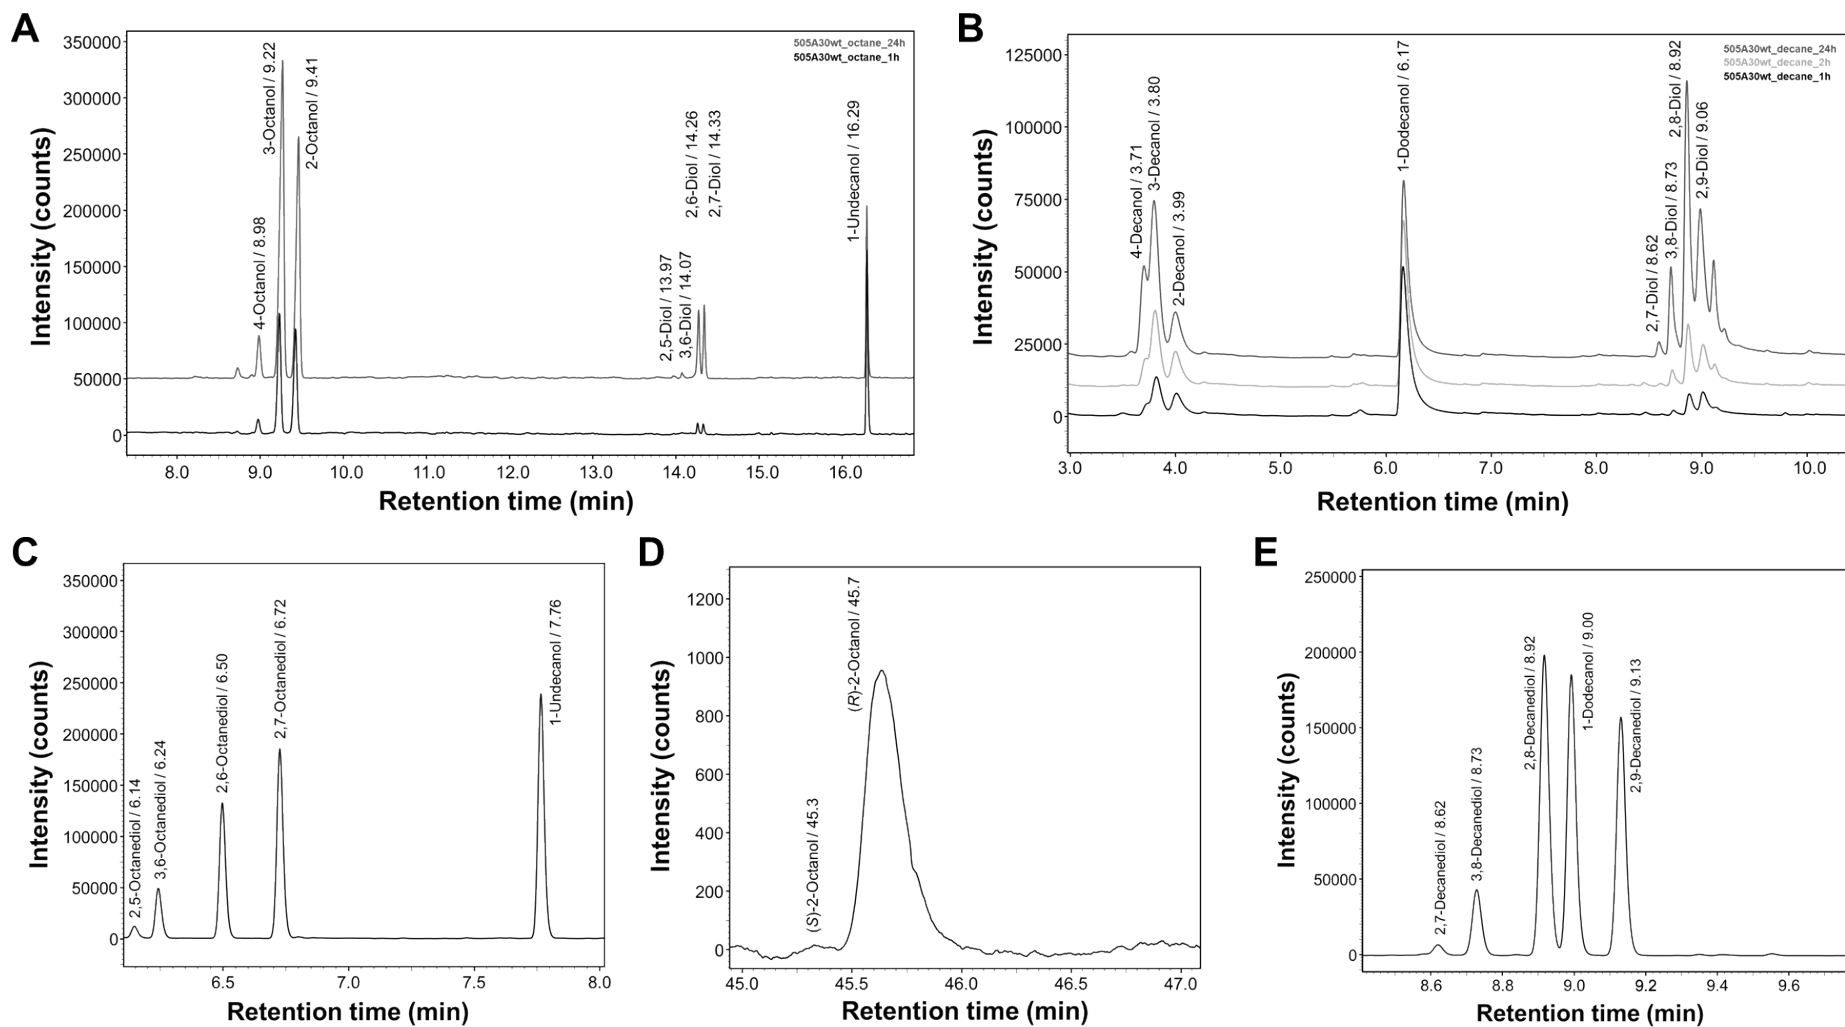 A
505A30wt_octane_24h
505A30wt_octane_1h
Intensity (counts)
350000
300000
250000
200000
150000
100000
50000
0
4-Octanol / 8.98
3-Octanol / 9.22
2-Octanol / 9.41
2,5-Diol / 13.97
3,6-Diol / 14.07
2,6-Diol / 14.26
2,7-Diol / 14.33
1-Undecanol / 16.29
8.0 9.0 10.0 11.0 12.0 13.0 14.0 15.0 16.0
Retention time (min)
B
505A30wt_decane_24h
505A30wt_decane_2h
505A30wt_decane_1h
Intensity (counts)
125000
100000
75000
50000
25000
0
4-Decanol / 3.71
3-Decanol / 3.80
2-Decanol / 3.99
1-Dodecanol / 6.17
2,7-Diol / 8.62
3,8-Diol / 8.73
2,8-Diol / 8.92
2,9-Diol / 9.06
3.0 4.0 5.0 6.0 7.0 8.0 9.0 10.0
Retention time (min)
C
Intensity (counts)
350000
300000
250000
200000
150000
100000
50000
0
2,5-Octanediol / 6.14
3,6-Octanediol / 6.24
2,6-Octanediol / 6.50
2,7-Octanediol / 6.72
1-Undecanol / 7.76
6.5 7.0 7.5 8.0
Retention time (min)
D
Intensity (counts)
1200
1000
800
600
400
200
0
(S)-2-Octanol / 45.3
(R)-2-Octanol / 45.7
45.0 45.5 46.0 46.5 47.0
Retention time (min)
E
Intensity (counts)
250000
200000
150000
100000
50000
0
2,7-Decanediol / 8.62
3,8-Decanediol / 8.73
2,8-Decanediol / 8.92
1-Dodecanol / 9.00
2,9-Decanediol / 9.13
8.6 8.8 9.0 9.2 9.4 9.6
Retention time (min)